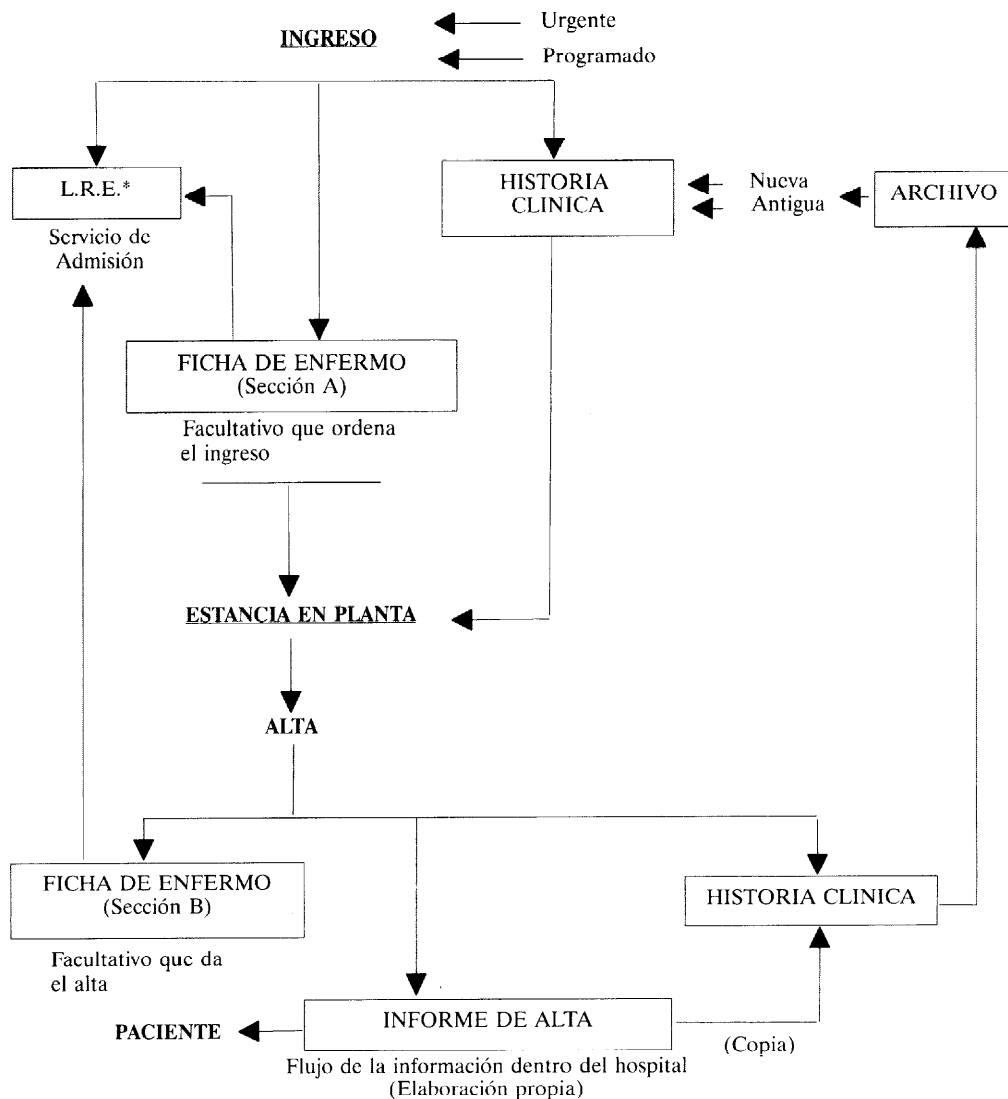 Urgente
INGRESO
Programado
L.R.E.*
HISTORIA
CLINICA
Nueva
Antigua
ARCHIVO
Servicio de
Admisión
FICHA DE ENFERMO
(Sección A)
Facultativo que ordena
el ingreso
ESTANCIA EN PLANTA
ALTA
FICHA DE ENFERMO
(Sección B)
HISTORIA CLINICA
Facultativo que da
el alta
PACIENTE
INFORME DE ALTA
(Copia)
Flujo de la información dentro del hospital
(Elaboración propia)